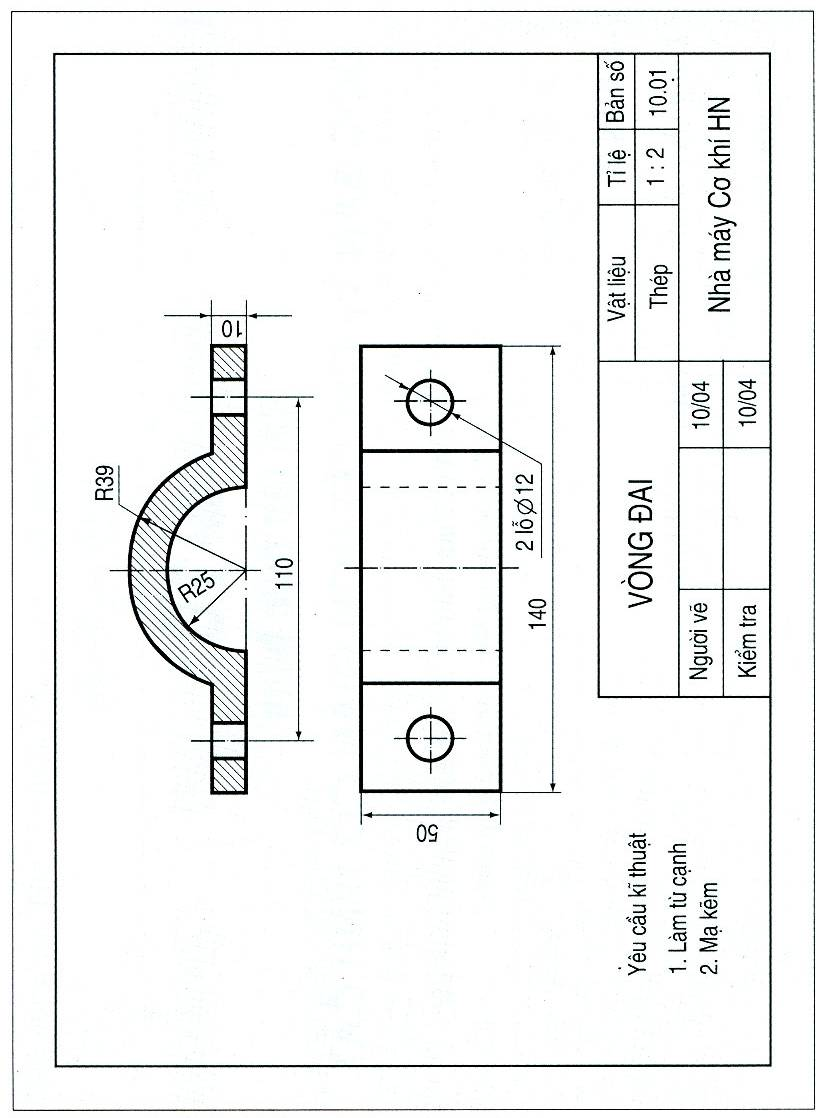 R39
R25
10
110
2 lỗ Ø12
140
50
Yêu cầu kĩ thuật
1. Làm tù cạnh
2. Mạ kẽm
VÒNG ĐAI
Vật liệu
Tỉ lệ
Bản số
Thép
1 : 2
10.01
Người vẽ
10/04
Nhà máy Cơ khí HN
Kiểm tra
10/04